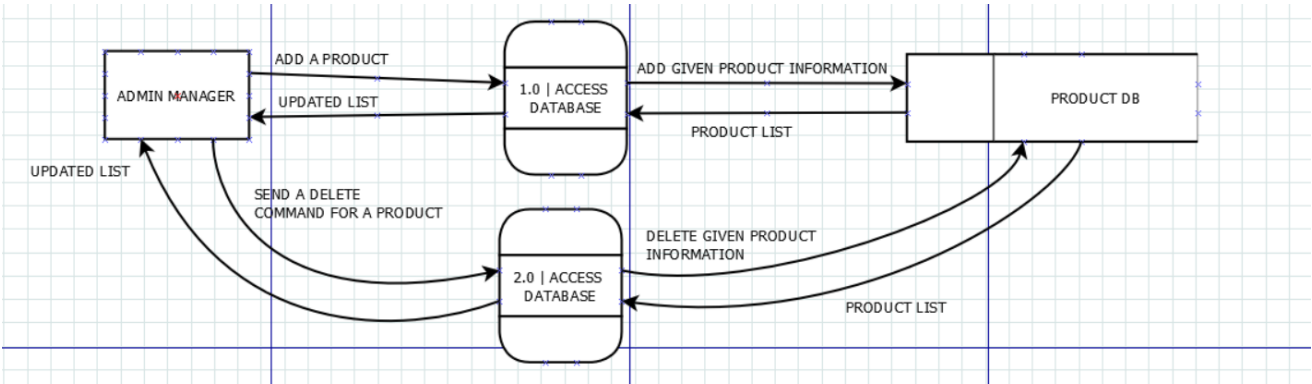 ADD A PRODUCT
ADMIN MANAGER
UPDATED LIST
1.0 | ACCESS
DATABASE
ADD GIVEN PRODUCT INFORMATION
PRODUCT LIST
PRODUCT DB
UPDATED LIST
SEND A DELETE
COMMAND FOR A PRODUCT
2.0 | ACCESS
DATABASE
DELETE GIVEN PRODUCT
INFORMATION
PRODUCT LIST